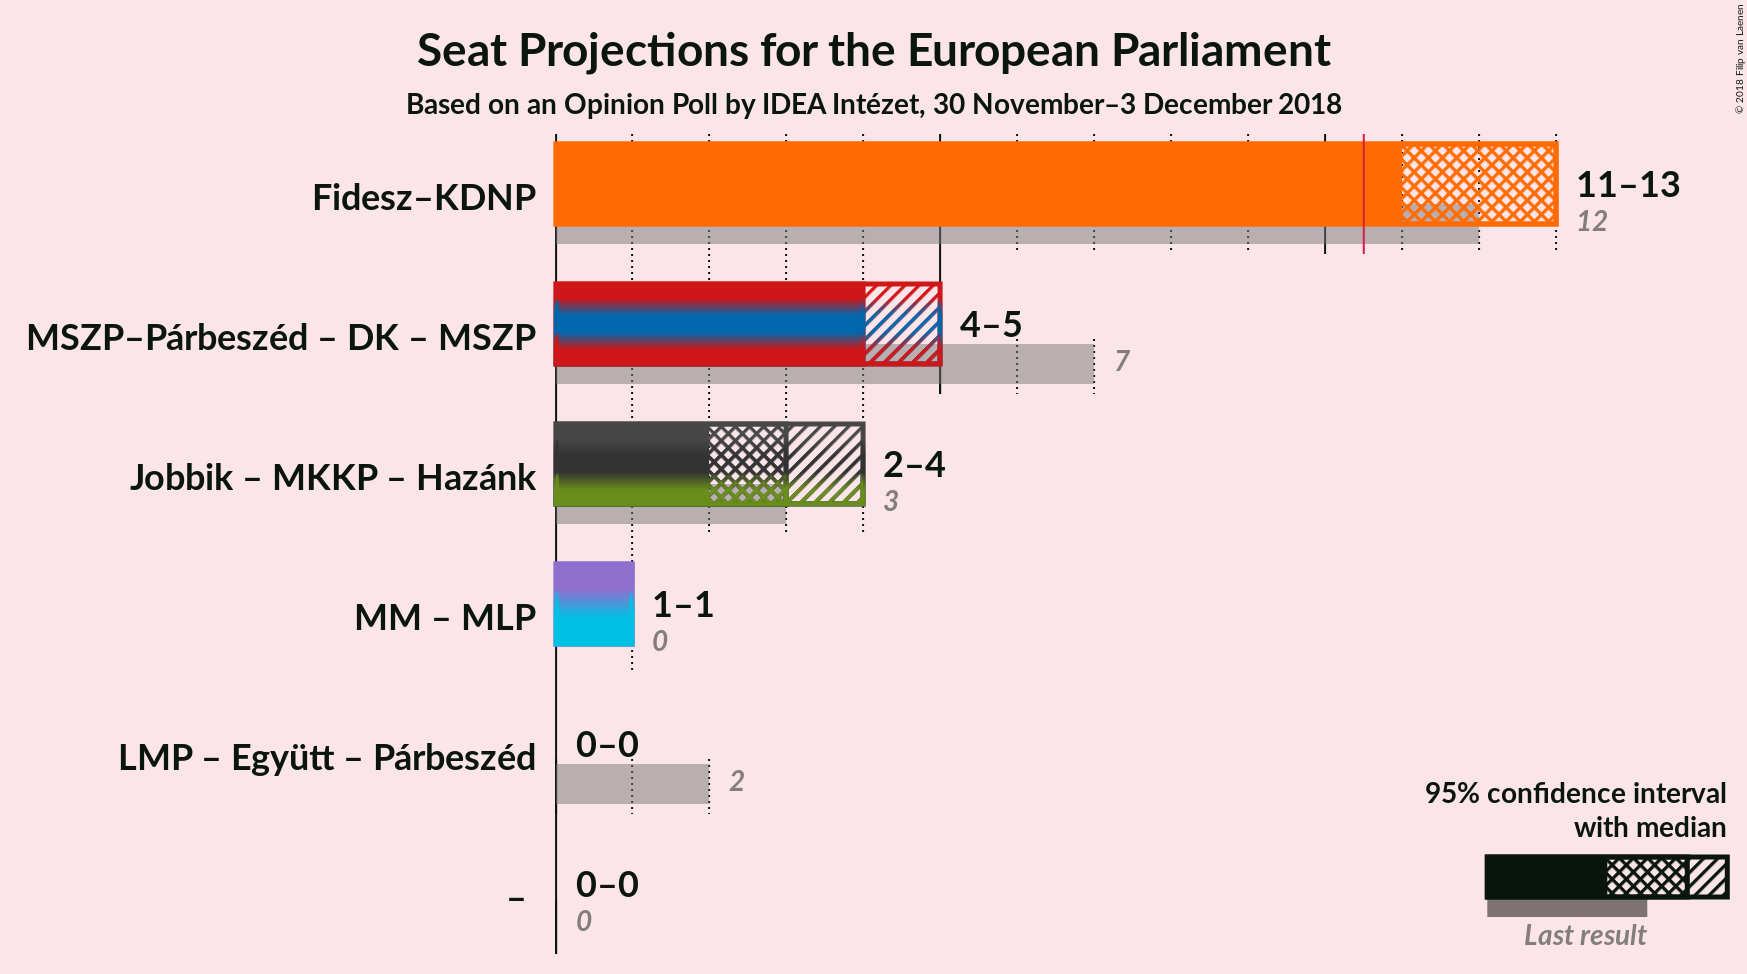 Seat Projections for the European Parliament
Based on an Opinion Poll by IDEA Intézet, 30 November–3 December 2018
© 2018 Filip van Laenen
Fidesz–KDNP
11–13
12
MSZP–Párbeszéd – DK – MSZP
4–5
7
Jobbik – MKKP – Hazánk
2–4
3
MM – MLP
1–1
0
LMP – Együtt – Párbeszéd
0–0
2
–
0–0
0
95% confidence interval
with median
Last result